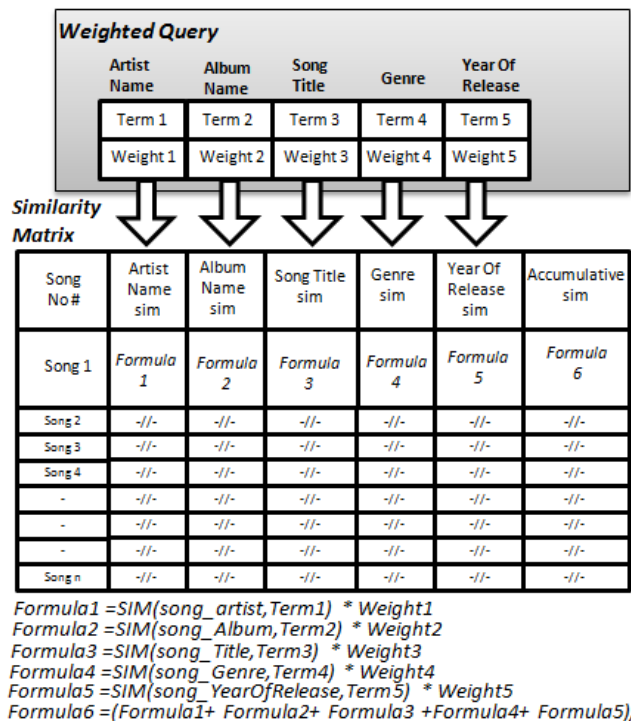 Weighted Query
Artist Name Album Name Song Title Genre Year Of Release
Term 1 Term 2 Term 3 Term 4 Term 5
Weight 1 Weight 2 Weight 3 Weight 4 Weight 5
Similarity Matrix
Song No # Artist Name sim Album Name sim Song Title sim Genre sim Year Of Release sim Accumulative sim
Song 1 Formula 1 Formula 2 Formula 3 Formula 4 Formula 5 Formula 6
Song 2 -//- -//- -//- -//- -//- -//-
Song 3 -//- -//- -//- -//- -//- -//-
Song 4 -//- -//- -//- -//- -//- -//-
- -//- -//- -//- -//- -//- -//-
- -//- -//- -//- -//- -//- -//-
- -//- -//- -//- -//- -//- -//-
Song n -//- -//- -//- -//- -//- -//-
Formula1 =SIM(song_artist,Term1) * Weight1
Formula2 =SIM(song_Album,Term2) * Weight2
Formula3 =SIM(song_Title,Term3) * Weight3
Formula4 =SIM(song_Genre,Term4) * Weight4
Formula5 =SIM(song_YearOfRelease,Term5) * Weight5
Formula6 =(Formula1+ Formula2+ Formula3 +Formula4+ Formula5)